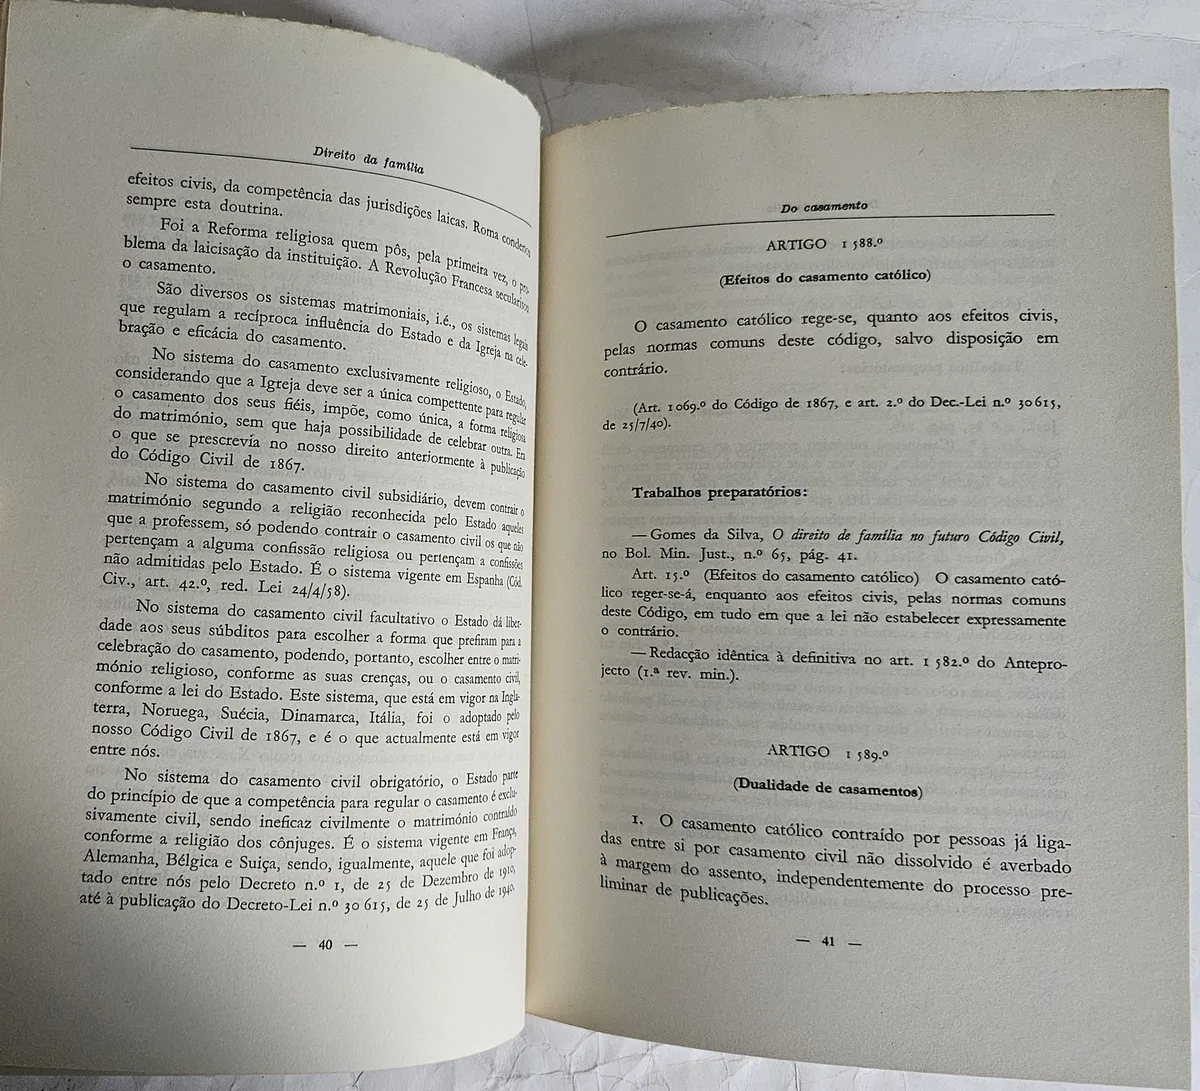 Direito da família
efeitos civis, da competência das jurisdições laicas. Roma condenou
sempre esta doutrina.
Foi a Reforma religiosa quem pôs, pela primeira vez, o pro-
blema da laicisação da instituição. A Revolução Francesa secularisou
o casamento.
São diversos os sistemas matrimoniais, i.é., os sistemas legais
que regulam a recíproca influência do Estado e da Igreja na cele-
bração e eficácia do casamento.
No sistema do casamento exclusivamente religioso, o Estado,
considerando que a Igreja deve ser a única competente para regular
o casamento dos seus fiéis, impõe, como única, a forma religiosa
do matrimónio, sem que haja possibilidade de celebrar outra. Era
o que se prescrevia no nosso direito anteriormente à publicação
do Código Civil de 1867.
No sistema do casamento civil subsidiário, devem contrair o
matrimónio segundo a religião reconhecida pelo Estado aqueles
que a professem, só podendo contrair o casamento civil os que não
pertençam a alguma confissão religiosa ou pertençam a confissões
não admitidas pelo Estado. É o sistema vigente em Espanha (Cód.
Civ., art. 42.º, red. Lei 24/4/58).
No sistema do casamento civil facultativo o Estado dá liber-
dade aos seus súbditos para escolher a forma que prefiram para a
celebração do casamento, podendo, portanto, escolher entre o matri-
mónio religioso, conforme as suas crenças, ou o casamento civil,
conforme a lei do Estado. Este sistema, que está em vigor na Ingla-
terra, Noruega, Suécia, Dinamarca, Itália, foi o adoptado pelo
nosso Código Civil de 1867, e é o que actualmente está em vigor
entre nós.
No sistema do casamento civil obrigatório, o Estado parte
do princípio de que a competência para regular o casamento é exclu-
sivamente civil, sendo ineficaz civilmente o matrimónio contraído
conforme a religião dos cônjuges. É o sistema vigente em França,
Alemanha, Bélgica e Suiça, sendo, igualmente, aquele que foi adop-
tado entre nós pelo Decreto n.º 1, de 25 de Dezembro de 1910,
até à publicação do Decreto-Lei n.º 30 615, de 25 de Julho de 1940.
— 40 —
Do casamento
ARTIGO 1 588.º
(Efeitos do casamento católico)
O casamento católico rege-se, quanto aos efeitos civis,
pelas normas comuns deste código, salvo disposição em
contrário.
(Art. 1 069.º do Código de 1867, e art. 2.º do Dec.-Lei n.º 30 615,
de 25/7/40).
Trabalhos preparatórios:
— Gomes da Silva, O direito de família no futuro Código Civil,
no Bol. Min. Just., n.º 65, pág. 41.
Art. 15.º (Efeitos do casamento católico) O casamento cató-
lico reger-se-á, enquanto aos efeitos civis, pelas normas comuns
deste Código, em tudo em que a lei não estabelecer expressamente
o contrário.
— Redacção idêntica à definitiva no art. 1 582.º do Antepro-
jecto (1.ª rev. min.).
ARTIGO 1 589.º
(Dualidade de casamentos)
1. O casamento católico contraído por pessoas já liga-
das entre si por casamento civil não dissolvido é averbado
à margem do assento, independentemente do processo pre-
liminar de publicações.
— 41 —